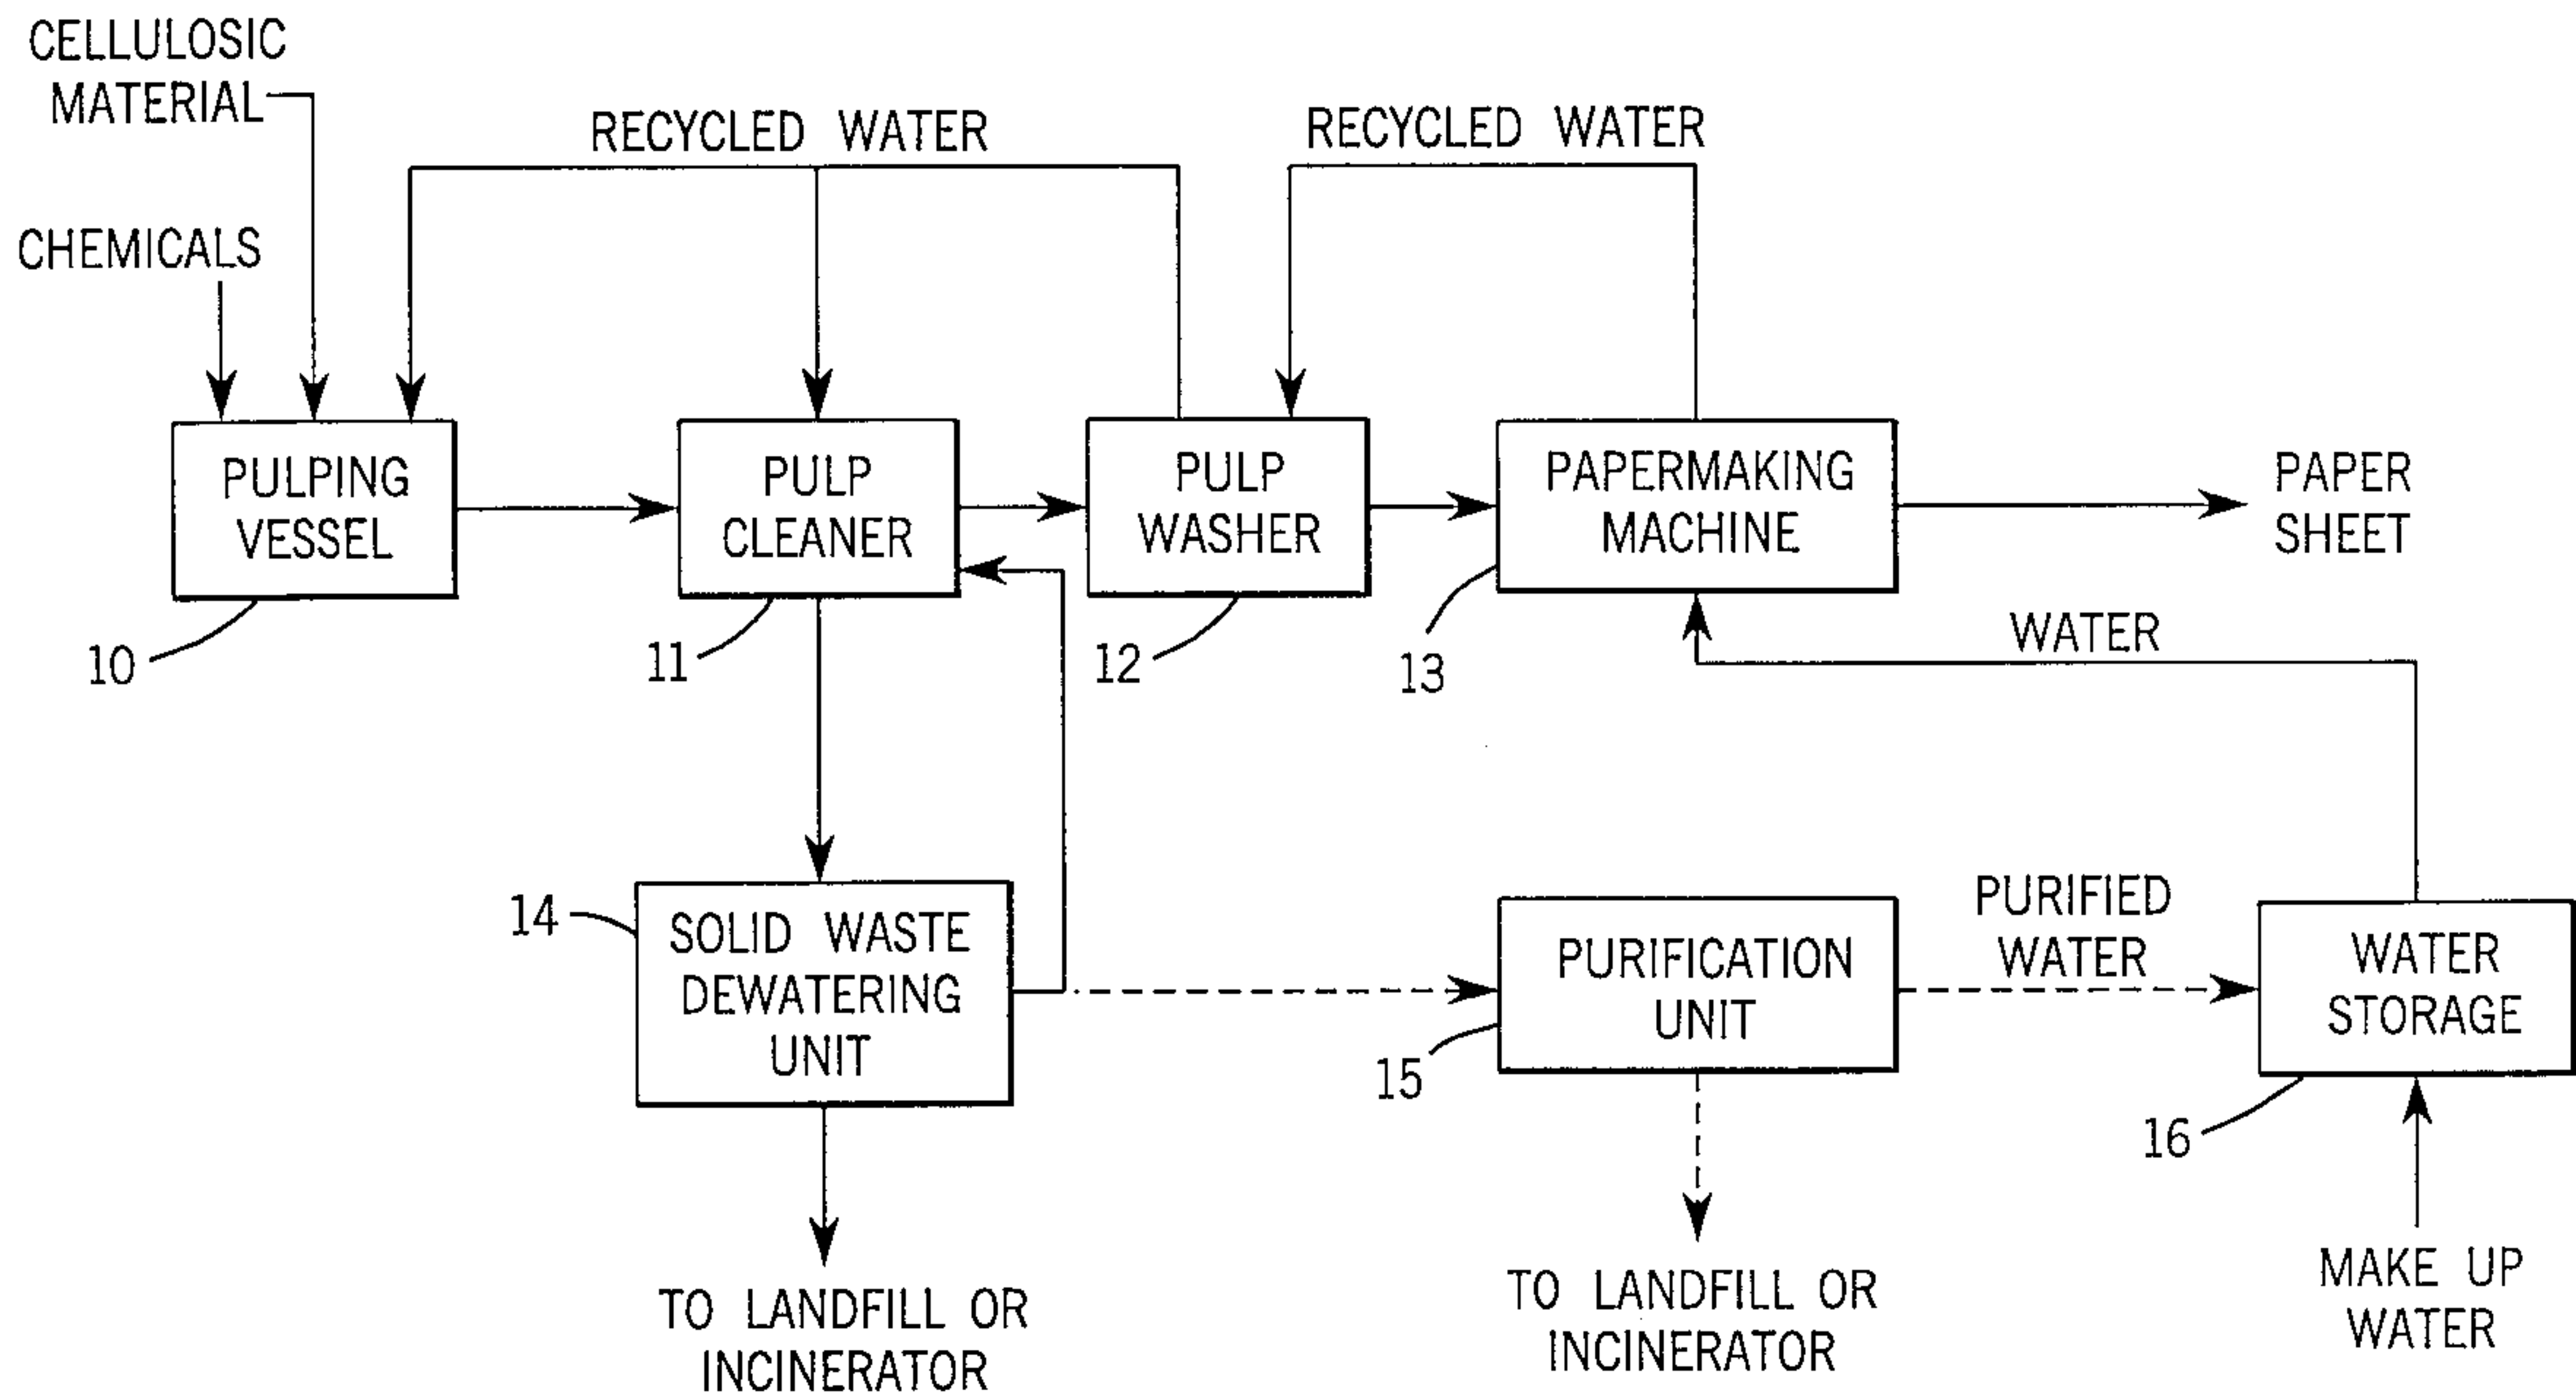 CELLULOSIC
MATERIAL
RECYCLED WATER
RECYCLED WATER
CHEMICALS
PULPING
VESSEL
PULP
CLEANER
PULP
WASHER
PAPERMAKING
MACHINE
PAPER
SHEET
10
11
12
13
WATER
14
SOLID WASTE
DEWATERING
UNIT
PURIFICATION
UNIT
15
PURIFIED
WATER
WATER
STORAGE
16
TO LANDFILL OR
INCINERATOR
TO LANDFILL OR
INCINERATOR
MAKE UP
WATER